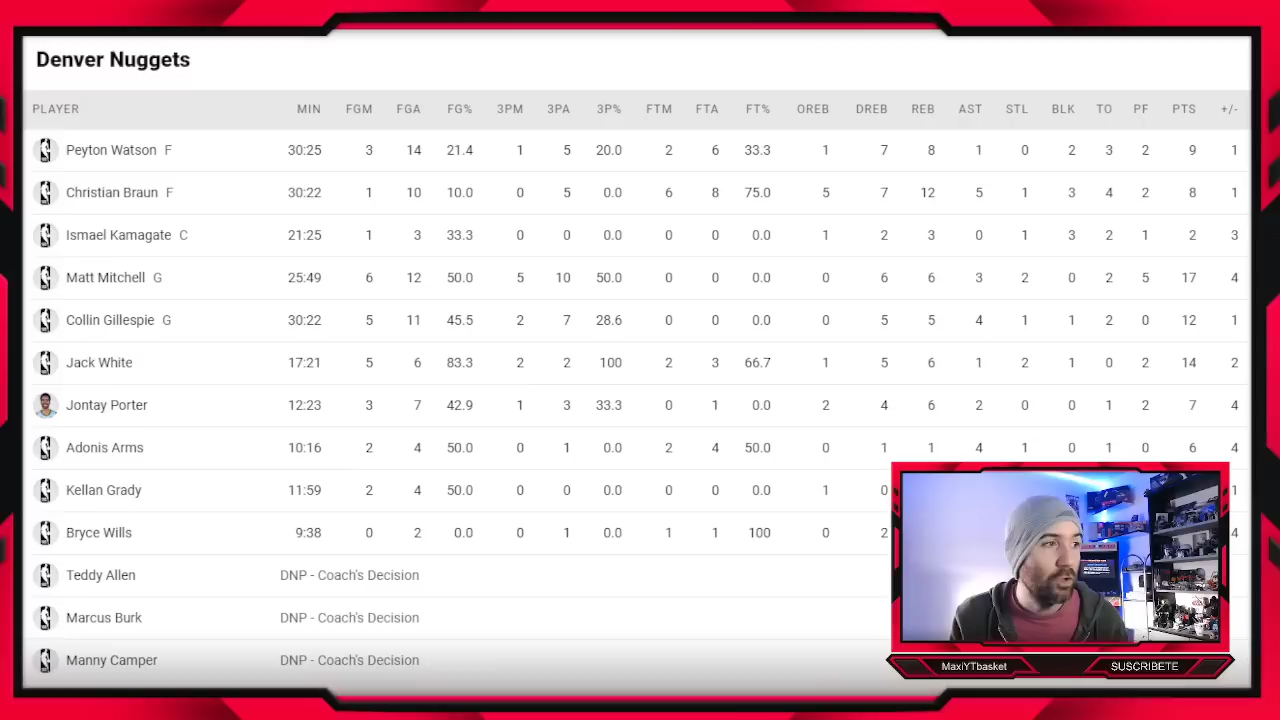 Denver Nuggets
PLAYER MIN FGM FGA FG% 3PM 3PA 3P% FTM FTA FT% OREB DREB REB AST STL BLK TO PF PTS +/-
Peyton Watson F 30:25 3 14 21.4 1 5 20.0 2 6 33.3 1 7 8 1 0 2 3 2 9 1
Christian Braun F 30:22 1 10 10.0 0 5 0.0 6 8 75.0 5 7 12 5 1 3 4 2 8 1
Ismael Kamagate C 21:25 1 3 33.3 0 0 0.0 0 0 0.0 1 2 3 0 1 3 2 1 2 3
Matt Mitchell G 25:49 6 12 50.0 5 10 50.0 0 0 0.0 0 6 6 3 2 0 2 5 17 4
Collin Gillespie G 30:22 5 11 45.5 2 7 28.6 0 0 0.0 0 5 5 4 1 1 2 0 12 1
Jack White 17:21 5 6 83.3 2 2 100 2 3 66.7 1 5 6 1 2 1 0 2 14 2
Jontay Porter 12:23 3 7 42.9 1 3 33.3 0 1 0.0 2 4 6 2 0 0 1 2 7 4
Adonis Arms 10:16 2 4 50.0 0 1 0.0 2 4 50.0 0 1 1 4 1 0 1 0 6 4
Kellan Grady 11:59 2 4 50.0 0 0 0.0 0 0 0.0 1 0 1
Bryce Wills 9:38 0 2 0.0 0 1 0.0 1 1 100 0 2 4
Teddy Allen DNP - Coach's Decision
Marcus Burk DNP - Coach's Decision
Manny Camper DNP - Coach's Decision
MaxiYTbasket SUSCRIBETE